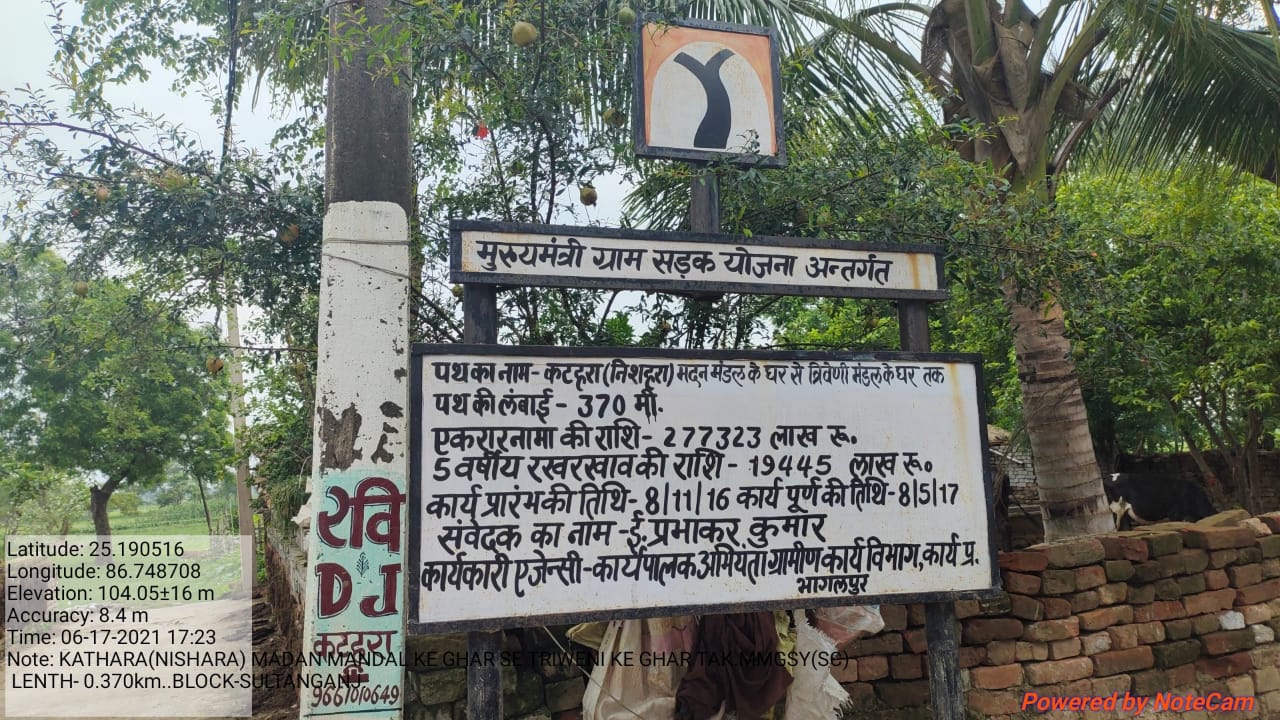 मुख्यमंत्री ग्राम सड़क योजना अन्तर्गत
पथ का नाम- कटहरा (निशहरा) मदन मंडल के घर से त्रिवेणी मंडल के घर तक
पथ की लंबाई - 370 मी.
एकरारनामा की राशि - 277323 लाख रू०
5 वर्षीय रखरखाव की राशि - 19445 लाख रू०
कार्य प्रारंभ की तिथि- 8/11/16 कार्य पूर्ण की तिथि- 8/5/17
संवेदक का नाम - ई. प्रभाकर कुमार
कार्यकारी एजेन्सी - कार्यपालक अभियंता ग्रामीण कार्य विभाग, कार्य प्र.
भागलपुर
रवि
DJ
कटहरा
9661010649
Latitude: 25.190516
Longitude: 86.748708
Elevation: 104.05±16 m
Accuracy: 8.4 m
Time: 06-17-2021 17:23
Note: KATHARA(NISHARA) MADAN MANDAL KE GHAR SE TRIWENI KE GHAR TAK.MMGSY(SC)
LENTH- 0.370km..BLOCK-SULTANGANJ
Powered by NoteCam